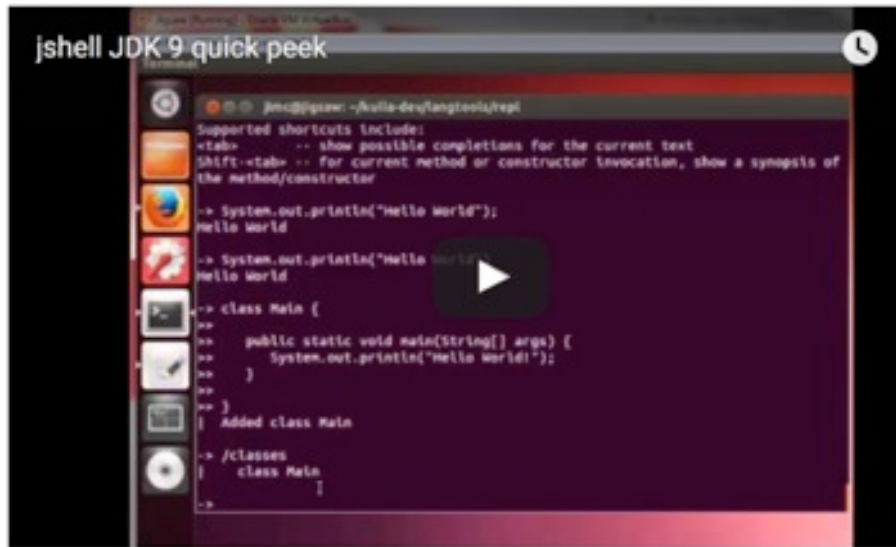 jshell JDK 9 quick peek
Terminal
jimc@jigsaw: ~/kulla-dev/langtools/repl
Supported shortcuts include:
<tab>       -- show possible completions for the current text
Shift-<tab> -- for current method or constructor invocation, show a synopsis of
the method/constructor
-> System.out.println("Hello World");
Hello World
-> System.out.println("Hello
Hello World
-> class Main {
>>
>>    public static void main(String[] args) {
>>       System.out.println("Hello World!");
>>    }
>>
>> }
|  Added class Main
-> /classes
|    class Main
->